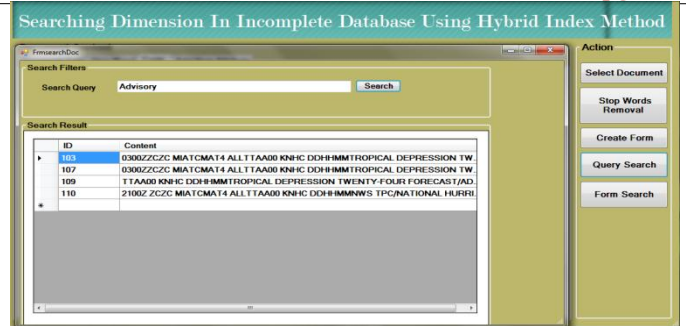 Searching Dimension In Incomplete Database Using Hybrid Index Method
FrmsearchDoc
Search Filters
Search Query Advisory Search
Search Result
ID Content
103 0300ZZCZC MIATCMAT4 ALLTTAA00 KNHC DDHHMMTROPICAL DEPRESSION TW..
107 0300ZZCZC MIATCMAT4 ALLTTAA00 KNHC DDHHMMTROPICAL DEPRESSION TW..
109 TTAA00 KNHC DDHHMMTROPICAL DEPRESSION TWENTY-FOUR FORECAST/AD..
110 2100Z ZCZC MIATCMAT4 ALLTTAA00 KNHC DDHHMMNWS TPC/NATIONAL HURRI..
Action
Select Document
Stop Words
Removal
Create Form
Query Search
Form Search